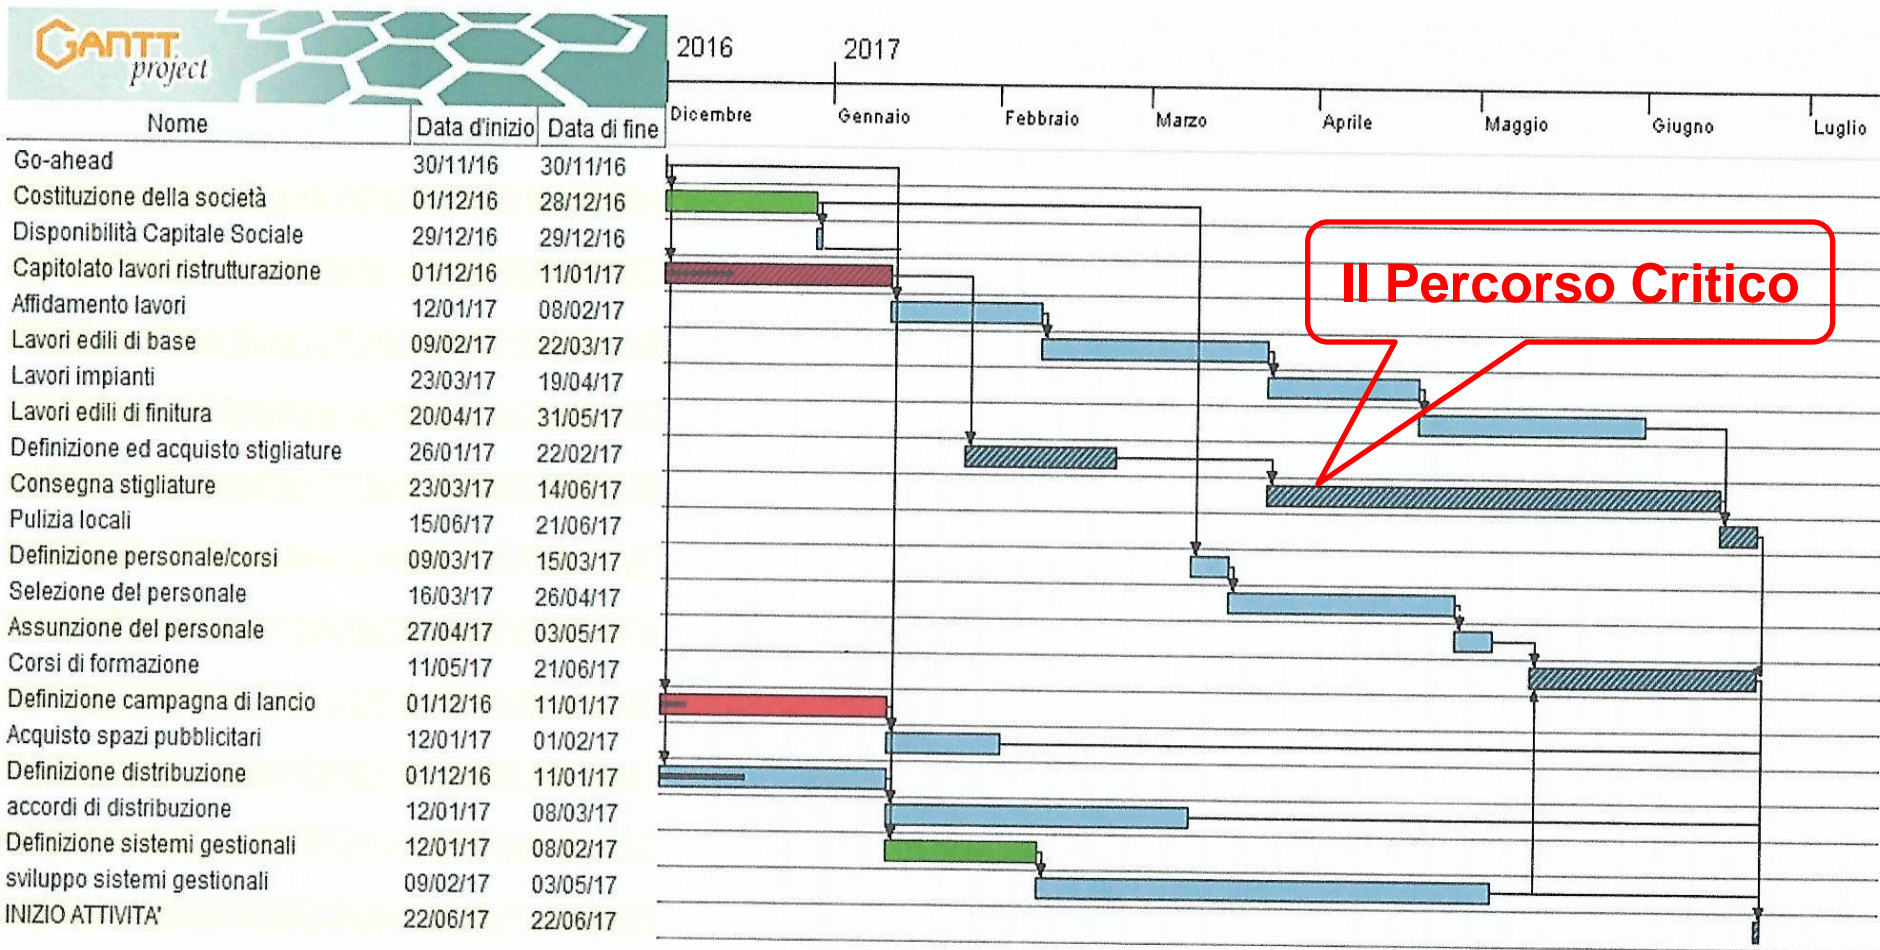 GANTT
project
2016 2017
Dicembre Gennaio Febbraio Marzo Aprile Maggio Giugno Luglio
Nome Data d'inizio Data di fine
Go-ahead 30/11/16 30/11/16
Costituzione della società 01/12/16 28/12/16
Disponibilità Capitale Sociale 29/12/16 29/12/16
Capitolato lavori ristrutturazione 01/12/16 11/01/17
Affidamento lavori 12/01/17 08/02/17
Lavori edili di base 09/02/17 22/03/17
Lavori impianti 23/03/17 19/04/17
Lavori edili di finitura 20/04/17 31/05/17
Definizione ed acquisto stigliature 26/01/17 22/02/17
Consegna stigliature 23/03/17 14/06/17
Pulizia locali 15/06/17 21/06/17
Definizione personale/corsi 09/03/17 15/03/17
Selezione del personale 16/03/17 26/04/17
Assunzione del personale 27/04/17 03/05/17
Corsi di formazione 11/05/17 21/06/17
Definizione campagna di lancio 01/12/16 11/01/17
Acquisto spazi pubblicitari 12/01/17 01/02/17
Definizione distribuzione 01/12/16 11/01/17
accordi di distribuzione 12/01/17 08/03/17
Definizione sistemi gestionali 12/01/17 08/02/17
sviluppo sistemi gestionali 09/02/17 03/05/17
INIZIO ATTIVITA' 22/06/17 22/06/17
Il Percorso Critico